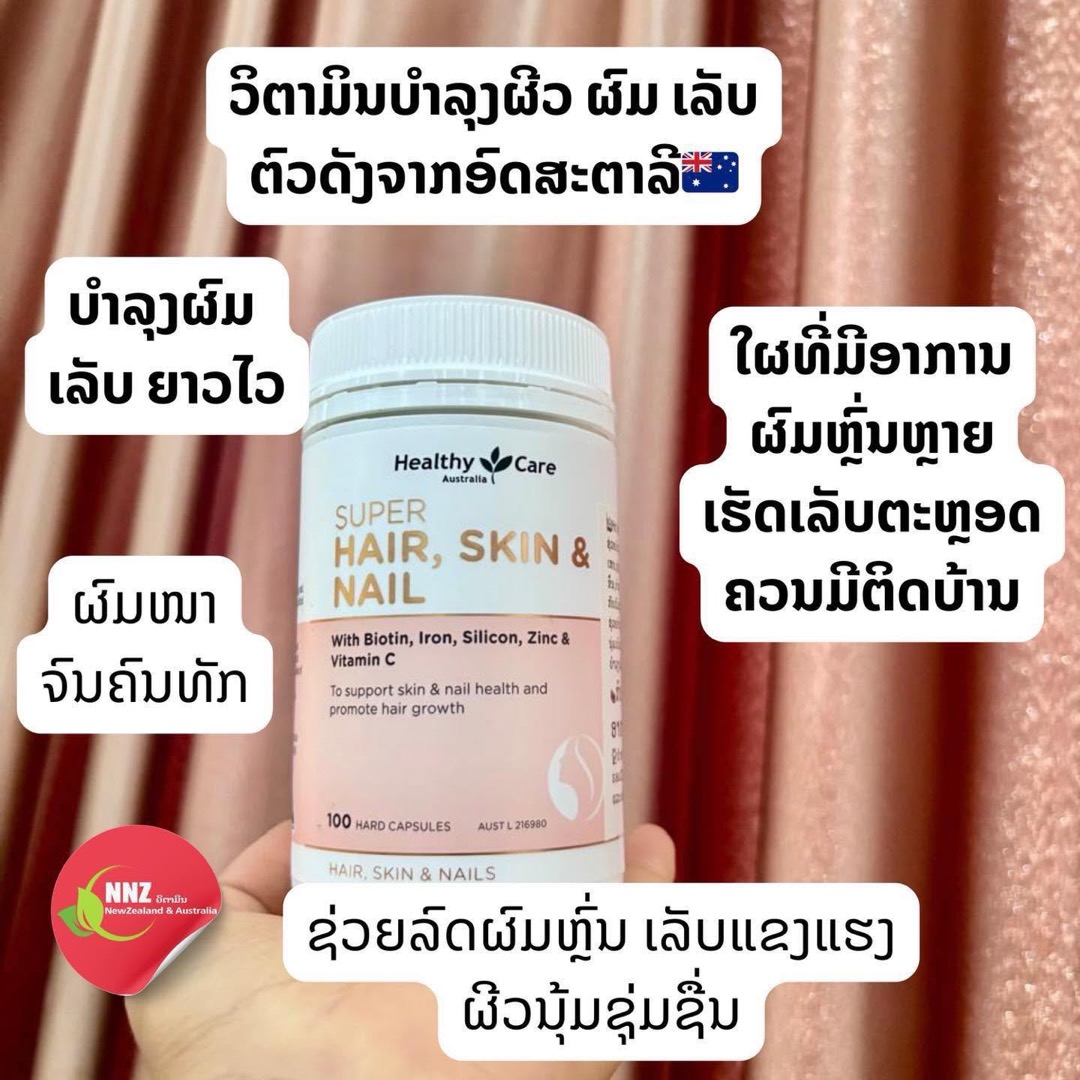 ວິຕາມິນບໍາລຸງຜີວ ຜົມ ເລັບ
ຕົວດັງຈາກອົດສະຕາລີ🇦🇺
ບໍາລຸງຜົມ
ເລັບ ຍາວໄວ
ໃຜທີ່ມີອາການ
ຜົມຫຼົ່ນຫຼາຍ
ເຮັດເລັບຕະຫຼອດ
ຄວນມີຕິດບ້ານ
ຜົມໜາ
ຈົນຄົນທັກ
Healthy Care
Australia
SUPER
HAIR, SKIN &
NAIL
With Biotin, Iron, Silicon, Zinc &
Vitamin C
To support skin & nail health and
promote hair growth
100 HARD CAPSULES AUST L 216980
HAIR, SKIN & NAILS
NNZ ວິຕາມິນ
NewZealand & Australia
ຊ່ວຍລົດຜົມຫຼົ່ນ ເລັບແຂງແຮງ
ຜີວນຸ້ມຊຸ່ມຊື່ນ